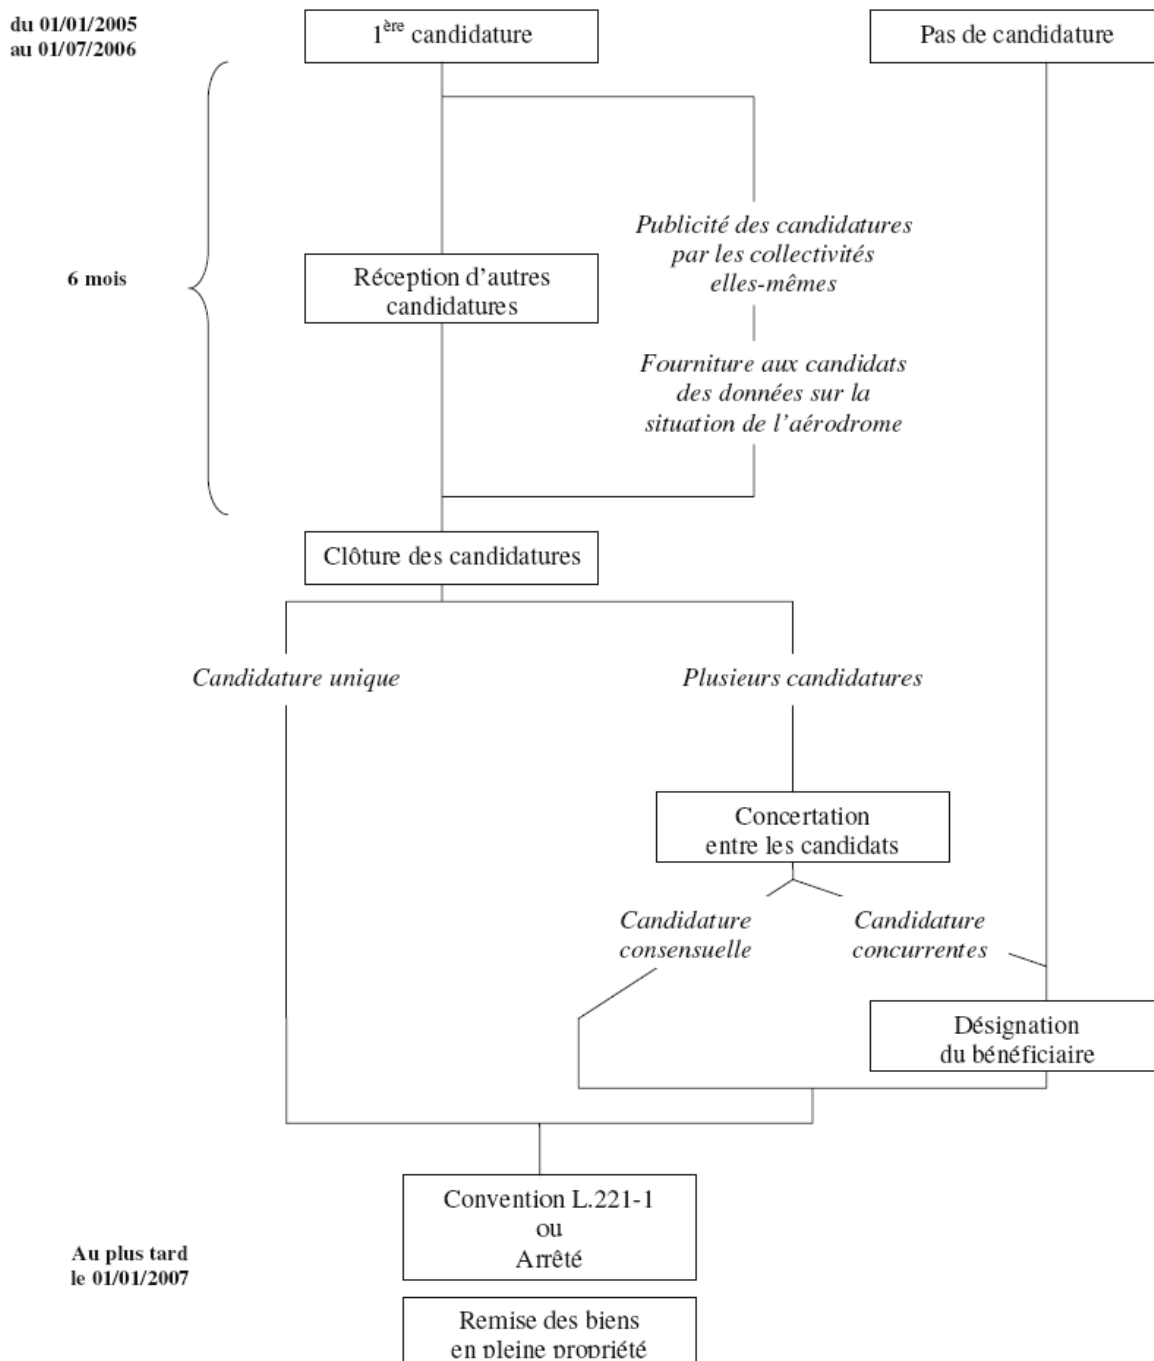 du 01/01/2005
au 01/07/2006
1ère candidature
Pas de candidature
Publicité des candidatures
par les collectivités
elles-mêmes
6 mois
Réception d'autres
candidatures
Fourniture aux candidats
des données sur la
situation de l'aérodrome
Clôture des candidatures
Candidature unique
Plusieurs candidatures
Concertation
entre les candidats
Candidature
consensuelle
Candidature
concurrentes
Désignation
du bénéficiaire
Convention L.221-1
ou
Arrêté
Au plus tard
le 01/01/2007
Remise des biens
en pleine propriété